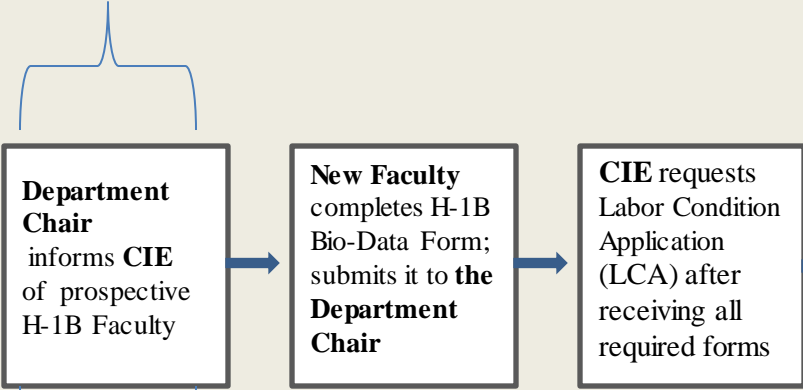 Department
Chair
informs CIE
of prospective
H-1B Faculty
New Faculty
completes H-1B
Bio-Data Form;
submits it to the
Department
Chair
CIE requests
Labor Condition
Application
(LCA) after
receiving all
required forms